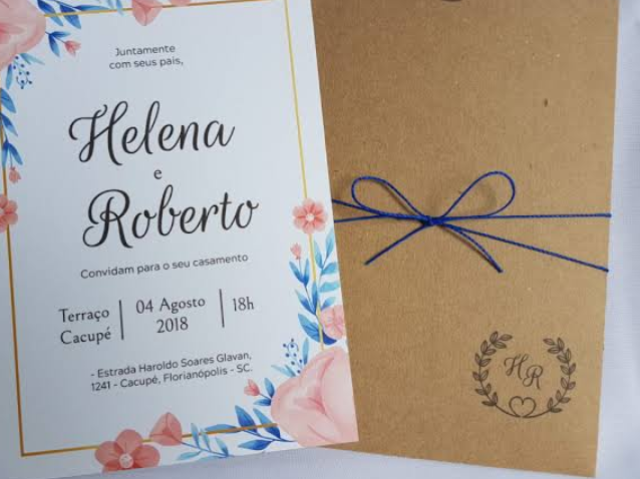 Juntamente
com seus pais,
Helena
e
Roberto
Convidam para o seu casamento
Terraço
Cacupé
04 Agosto
2018
18h
- Estrada Haroldo Soares Glavan,
1241 - Cacupé, Florianópolis - SC.
H
R